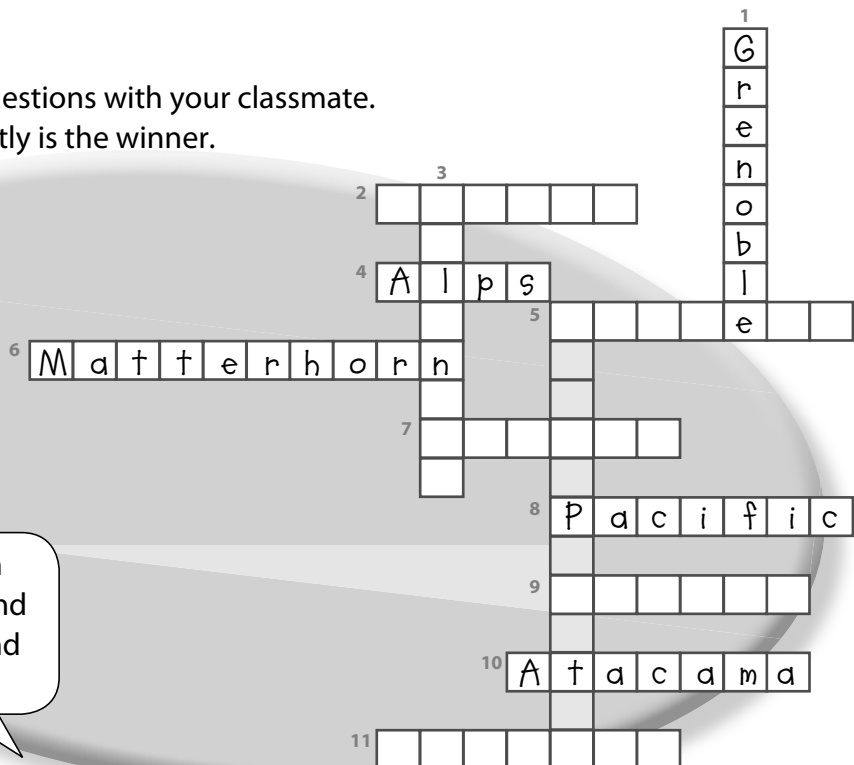 1
G
r
e
n
o
b
l
e
estions with your classmate.
tly is the winner.
3
2
4 Alps
5
6 Matterhorn
7
8 Pacific
nd
d
9
10 Atacama
11